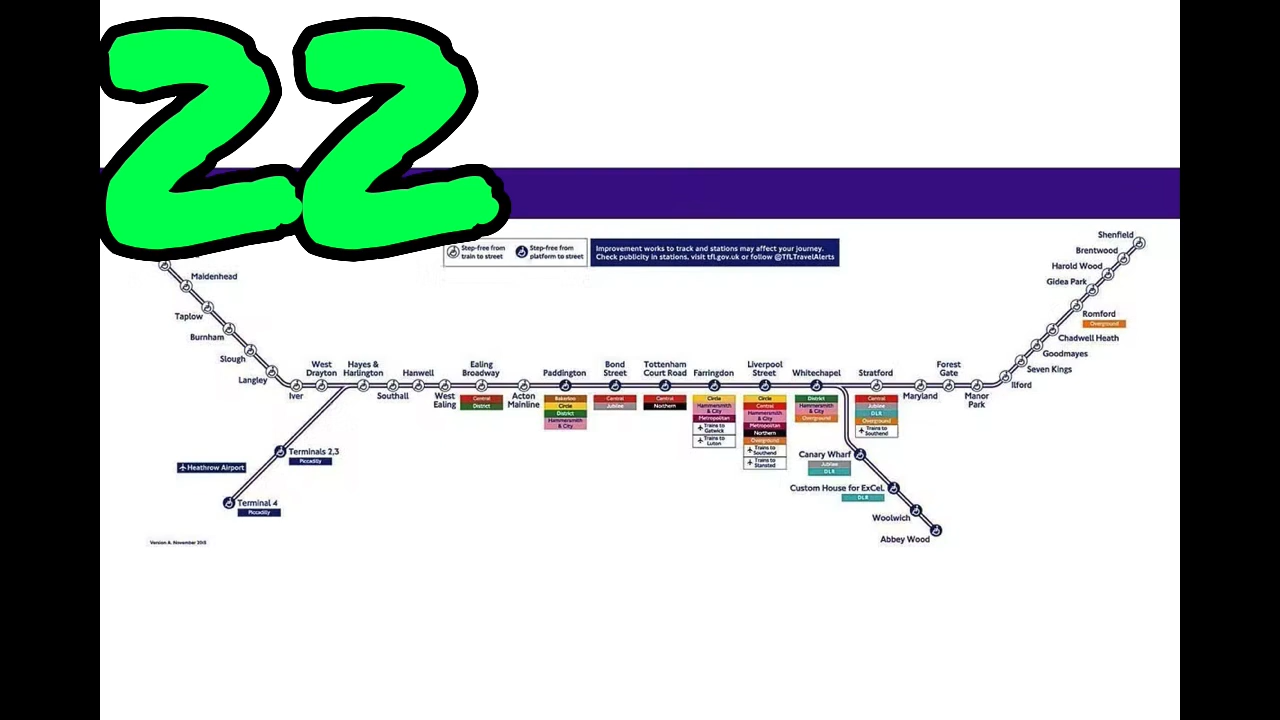 22
Step-free from
train to street
Step-free from
platform to street
Improvement works to track and stations may affect your journey.
Check publicity in stations, visit tfl.gov.uk or follow @TfLTravelAlerts
Maidenhead
Taplow
Burnham
Slough
Langley
Iver
West
Drayton
Hayes &
Harlington
Southall
Hanwell
West
Ealing
Ealing
Broadway
Central
District
Acton
Mainline
Paddington
Bakerloo
Circle
District
Hammersmith
& City
Bond
Street
Central
Jubilee
Tottenham
Court Road
Central
Northern
Farringdon
Circle
Hammersmith
& City
Metropolitan
Trains to
Gatwick
Trains to
Luton
Liverpool
Street
Circle
Central
Hammersmith
& City
Metropolitan
Northern
Overground
Trains to
Southend
Trains to
Stansted
Whitechapel
District
Hammersmith
& City
Overground
Stratford
Central
Jubilee
DLR
Overground
Trains to
Southend
Maryland
Forest
Gate
Manor
Park
Ilford
Seven Kings
Goodmayes
Chadwell Heath
Romford
Overground
Gidea Park
Harold Wood
Brentwood
Shenfield
Canary Wharf
Jubilee
DLR
Custom House for ExCeL
DLR
Woolwich
Abbey Wood
Heathrow Airport
Terminals 2,3
Piccadilly
Terminal 4
Piccadilly
Version A. November 2015